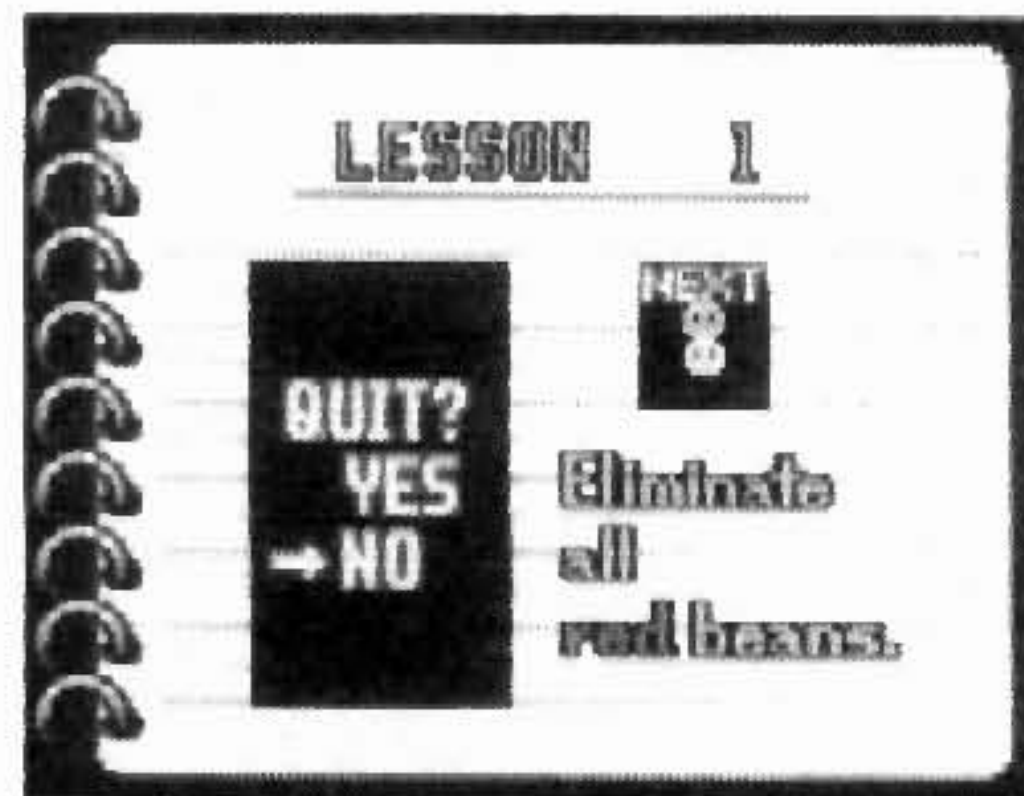 LESSON 1
NEXT
QUIT?
YES
→ NO
Eliminate
all
red beans.